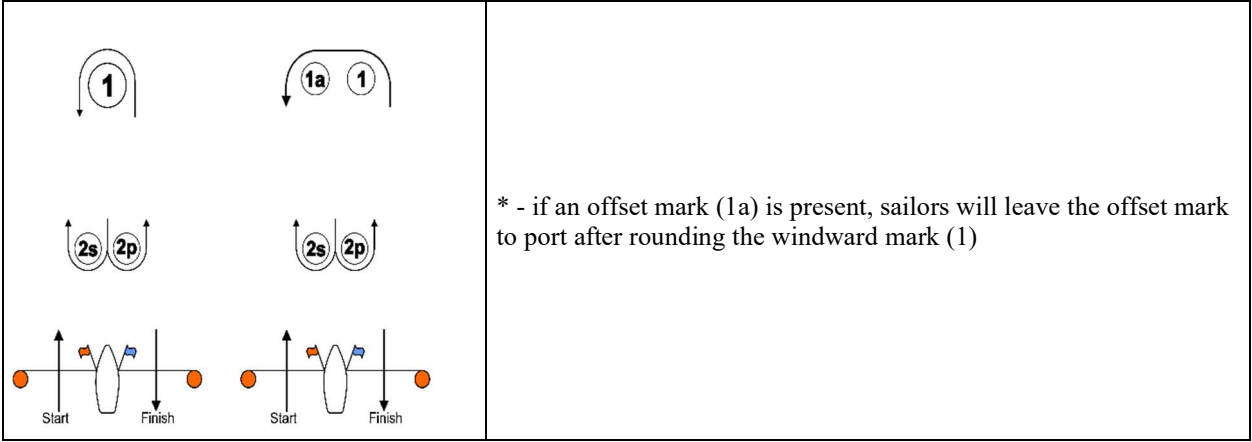 1
1a 1
2s 2p
2s 2p
Start Finish
Start Finish
* - if an offset mark (1a) is present, sailors will leave the offset mark
to port after rounding the windward mark (1)